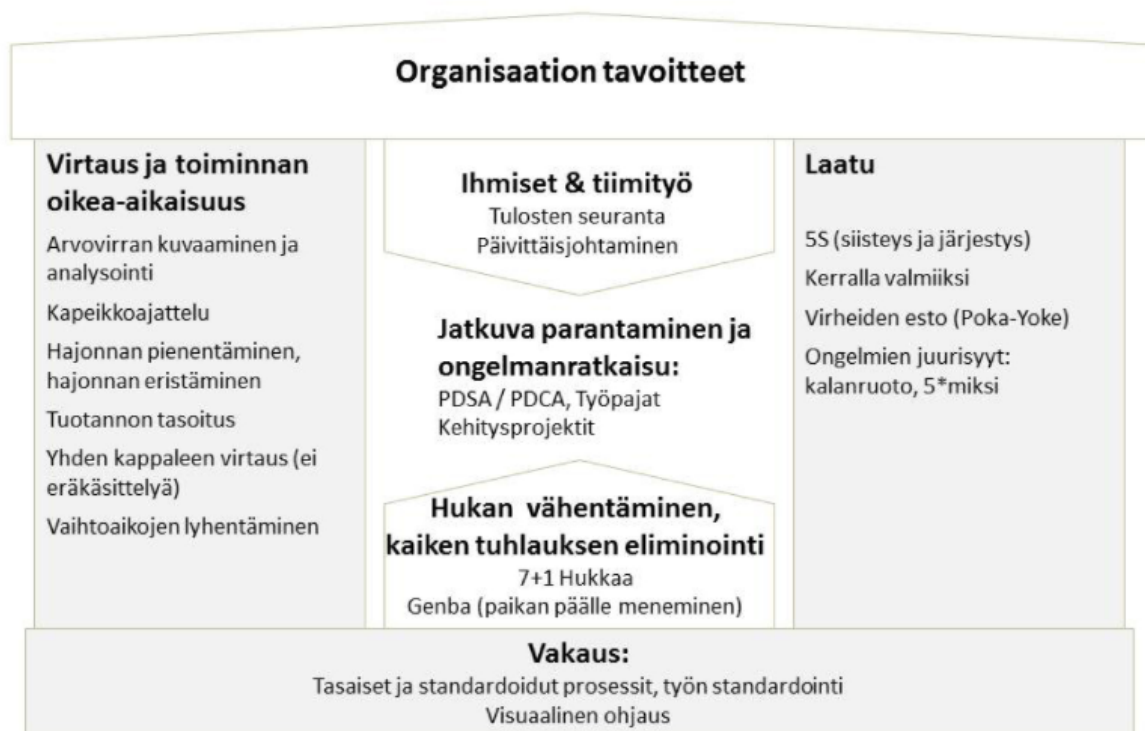 Organisaation tavoitteet
Virtaus ja toiminnan
oikea-aikaisuus
Arvovirran kuvaaminen ja
analysointi
Kapeikkoajattelu
Hajonnan pienentäminen,
hajonnan eristäminen
Tuotannon tasoitus
Yhden kappaleen virtaus (ei
eräkäsittelyä)
Vaihtoaikojen lyhentäminen
Ihmiset & tiimityö
Tulosten seuranta
Päivittäisjohtaminen
Jatkuva parantaminen ja
ongelmanratkaisu:
PDSA / PDCA, Työpajat
Kehitysprojektit
Hukan vähentäminen,
kaiken tuhlauksen eliminointi
7+1 Hukkaa
Genba (paikan päälle meneminen)
Laatu
5S (siisteys ja järjestys)
Kerralla valmiiksi
Virheiden esto (Poka-Yoke)
Ongelmien juurisyyt:
kalanruoto, 5*miksi
Vakaus:
Tasaiset ja standardoidut prosessit, työn standardointi
Visuaalinen ohjaus